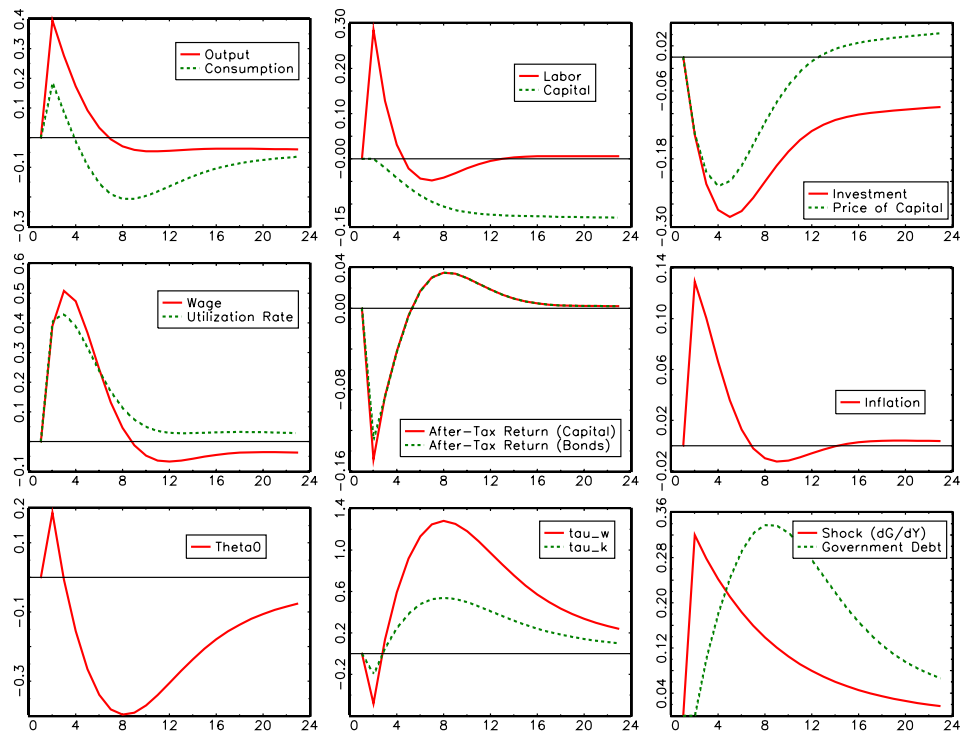 0.4
0.3
0.2
0.1
-0.1
-0.3
Output
Consumption
0 4 8 12 16 20 24
0.30
0.20
0.10
-0.00
-0.15
Labor
Capital
0 4 8 12 16 20 24
0.02
-0.06
-0.18
-0.30
Investment
Price of Capital
0 4 8 12 16 20 24
0.6
0.5
0.4
0.3
0.2
0.1
-0.1
Wage
Utilization Rate
0 4 8 12 16 20 24
0.04
0.00
-0.08
-0.16
After-Tax Return (Capital)
After-Tax Return (Bonds)
0 4 8 12 16 20 24
0.14
0.10
0.06
0.02
-0.02
Inflation
0 4 8 12 16 20 24
0.2
0.1
-0.1
-0.3
Theta0
0 4 8 12 16 20 24
1.4
1.0
0.6
0.2
-0.2
tau_w
tau_k
0 4 8 12 16 20 24
0.36
0.28
0.20
0.12
0.04
Shock (dG/dY)
Government Debt
0 4 8 12 16 20 24